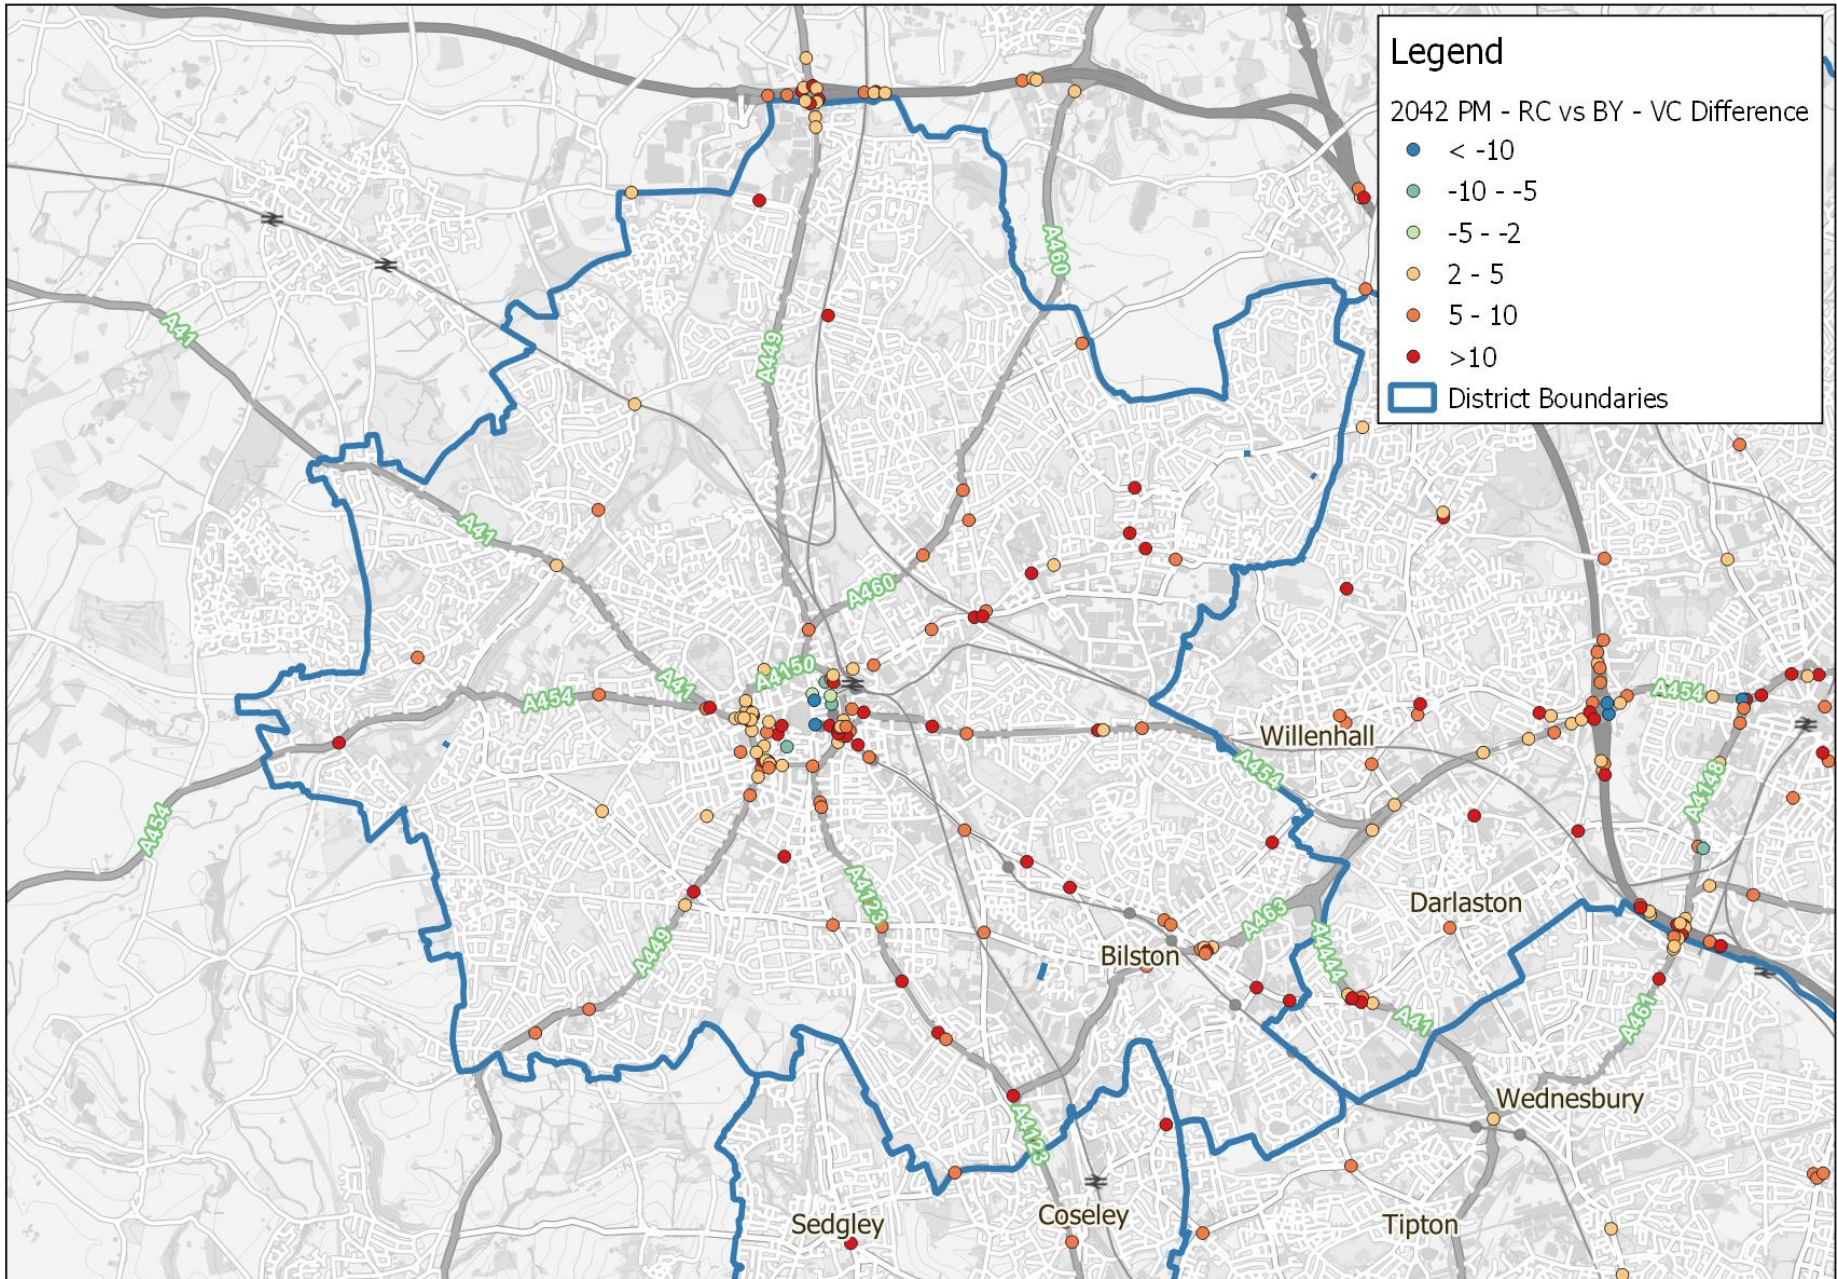 Legend
2042 PM - RC vs BY - VC Difference
< -10
-10 - -5
-5 - -2
2 - 5
5 - 10
>10
District Boundaries
A460
A41
A449
A41
A460
A4150
A41
A454
A454
Willenhall
A454
A4148
A454
A4123
A449
Darlaston
A463
A4444
Bilston
A41
A461
Wednesbury
A4123
Sedgley
Coseley
Tipton